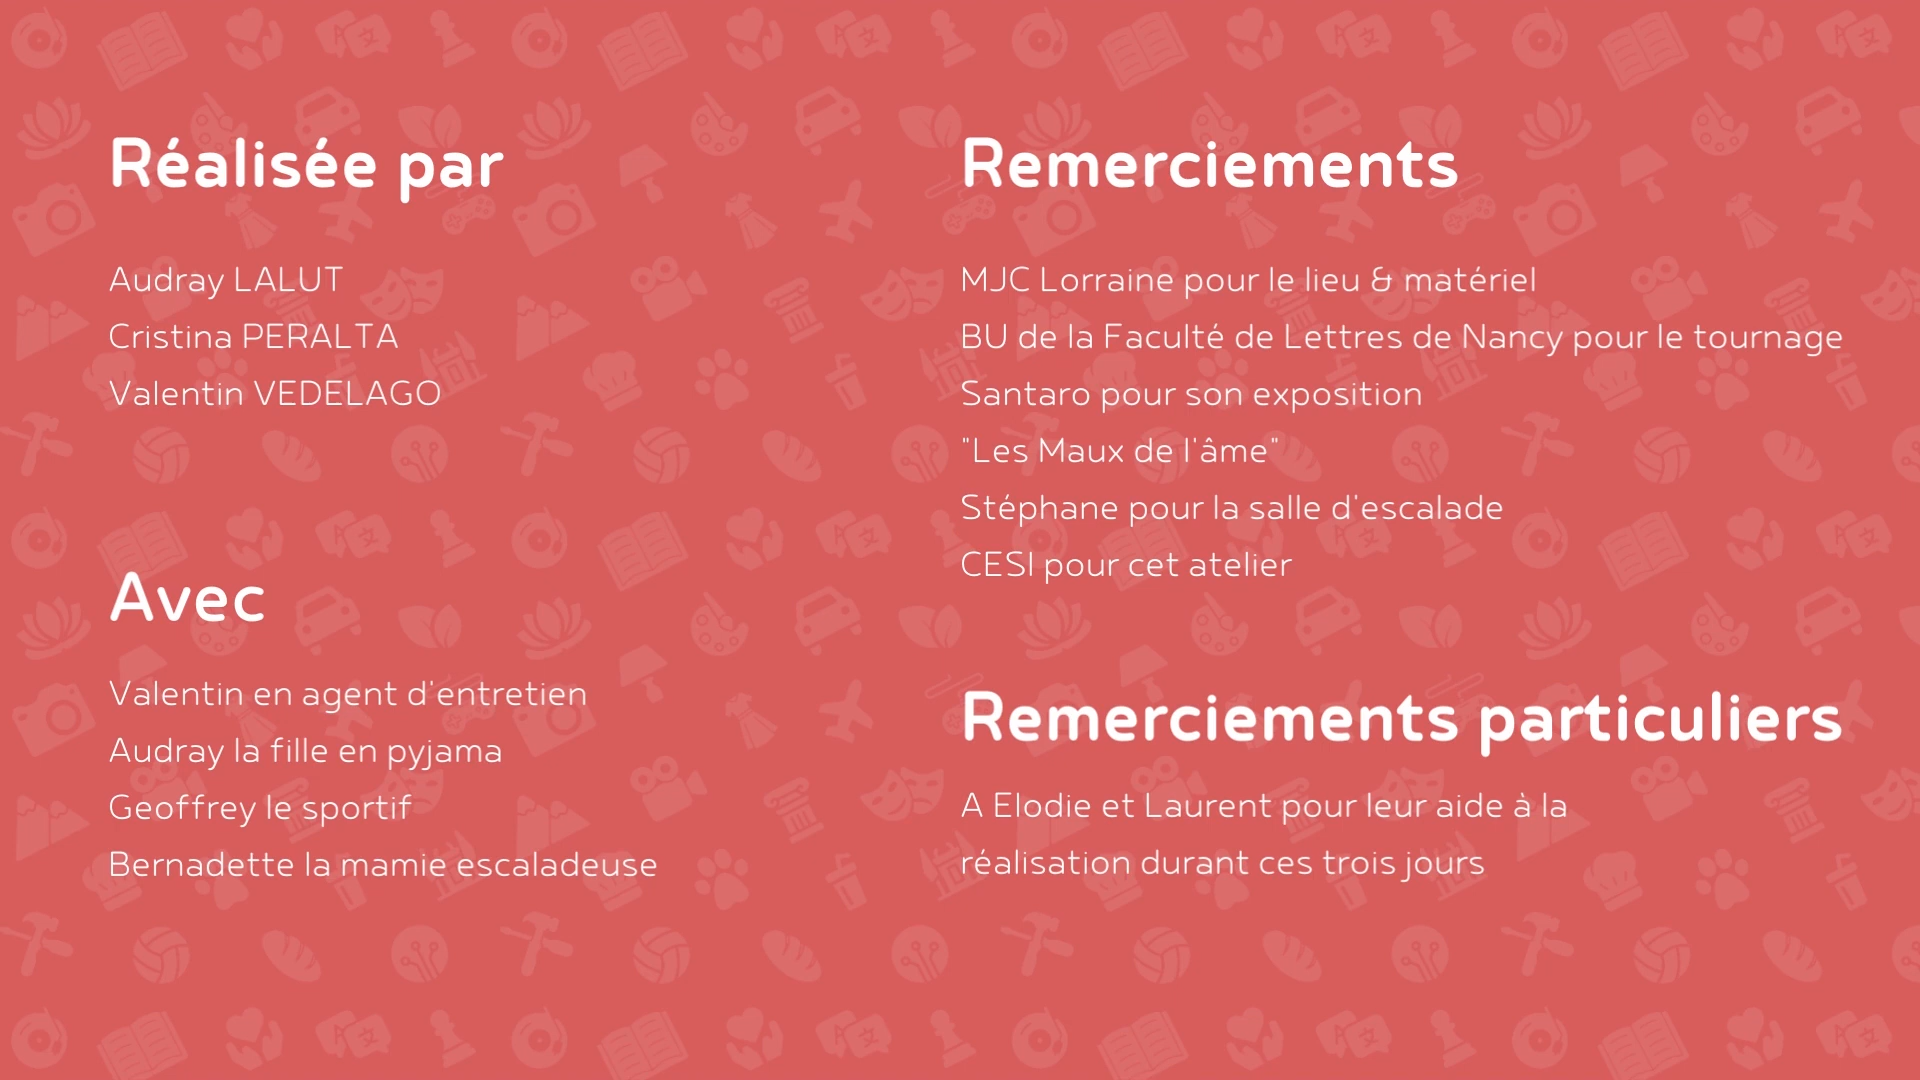 Réalisée par
Audray LALUT
Cristina PERALTA
Valentin VEDELAGO
Avec
Valentin en agent d'entretien
Audray la fille en pyjama
Geoffrey le sportif
Bernadette la mamie escaladeuse
Remerciements
MJC Lorraine pour le lieu & matériel
BU de la Faculté de Lettres de Nancy pour le tournage
Santaro pour son exposition
"Les Maux de l'âme"
Stéphane pour la salle d'escalade
CESI pour cet atelier
Remerciements particuliers
A Elodie et Laurent pour leur aide à la
réalisation durant ces trois jours